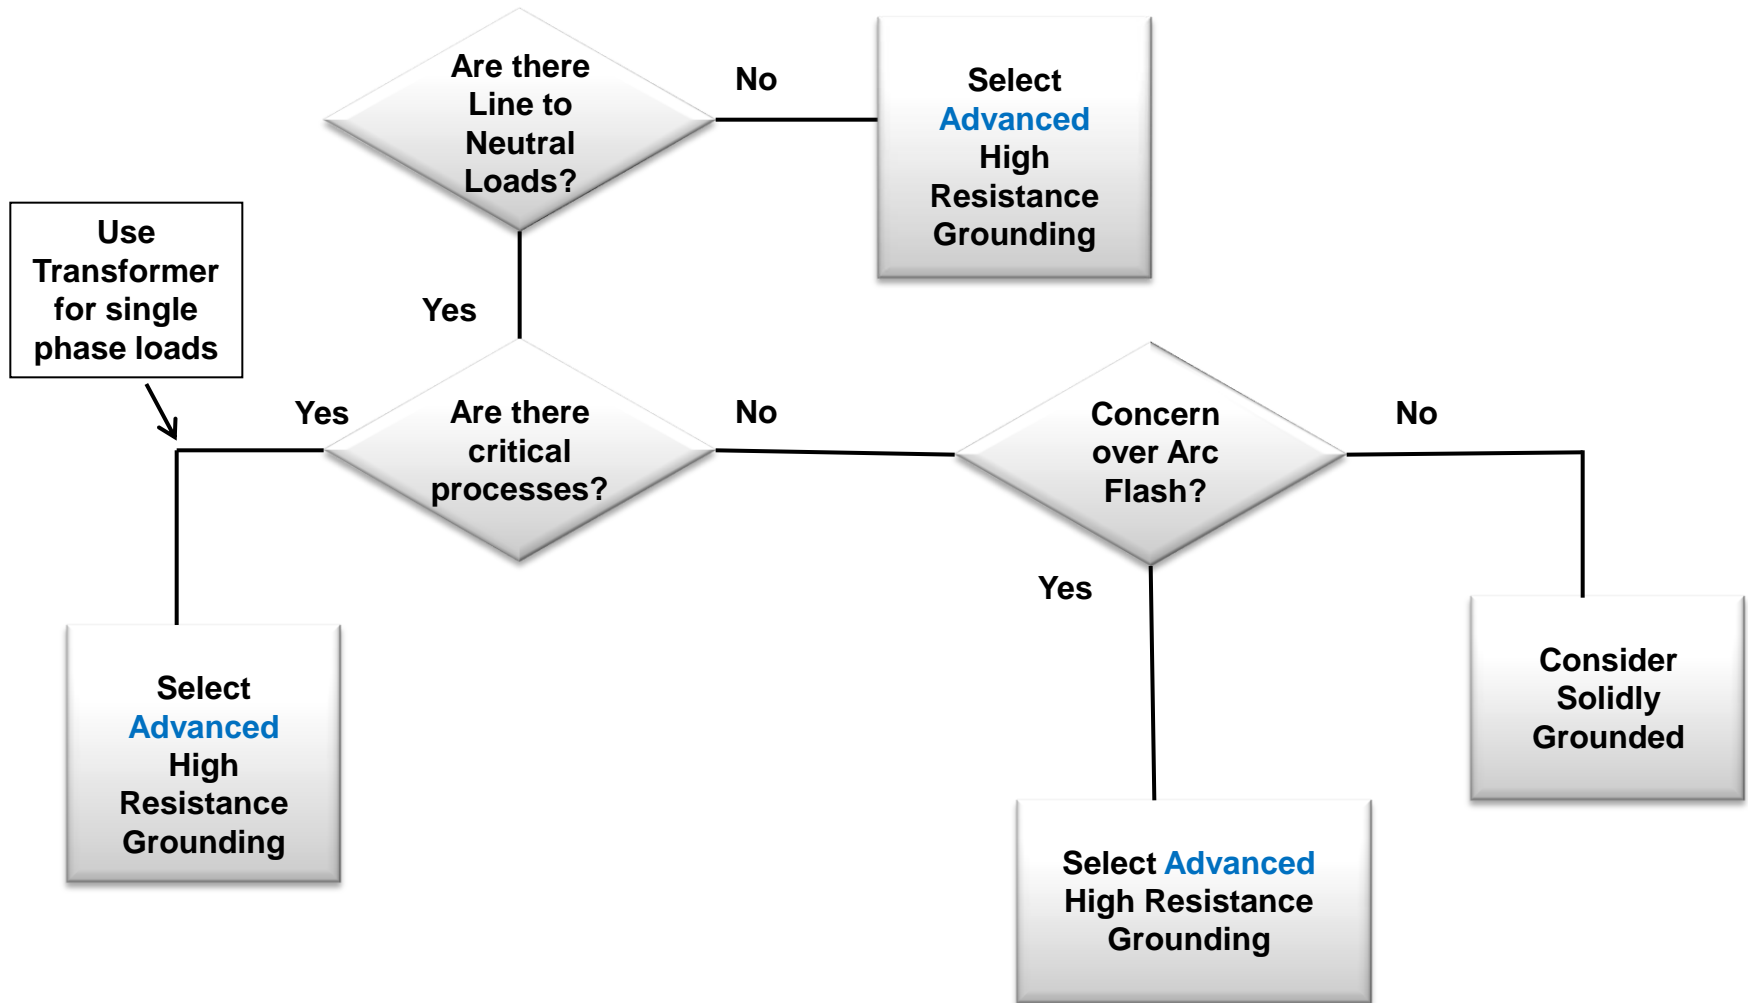 Are there
Line to
Neutral
Loads?
No
Select
Advanced
High
Resistance
Grounding
Use
Transformer
for single
phase loads
Yes
Yes
Are there
critical
processes?
No
Concern
over Arc
Flash?
No
Yes
Select
Advanced
High
Resistance
Grounding
Consider
Solidly
Grounded
Select Advanced
High Resistance
Grounding